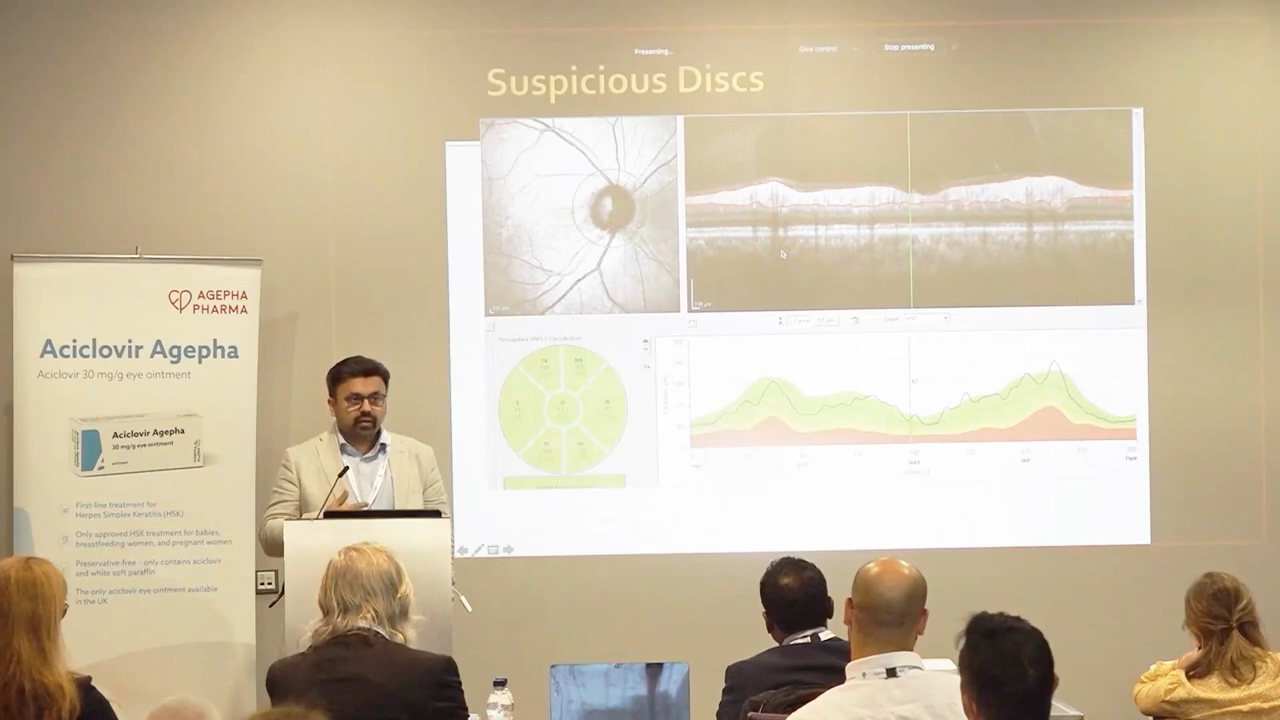 Presenting...
Give control
Stop presenting
Suspicious Discs
AGEPHA
PHARMA
Aciclovir Agepha
Aciclovir 30 mg/g eye ointment
Aciclovir Agepha
30 mg/g eye ointment
First-line treatment for
Herpes Simplex Keratitis (HSK)
Only approved HSK treatment for babies,
breastfeeding women, and pregnant women
Preservative-free – only contains aciclovir
and white soft paraffin
The only aciclovir eye ointment available
in the UK